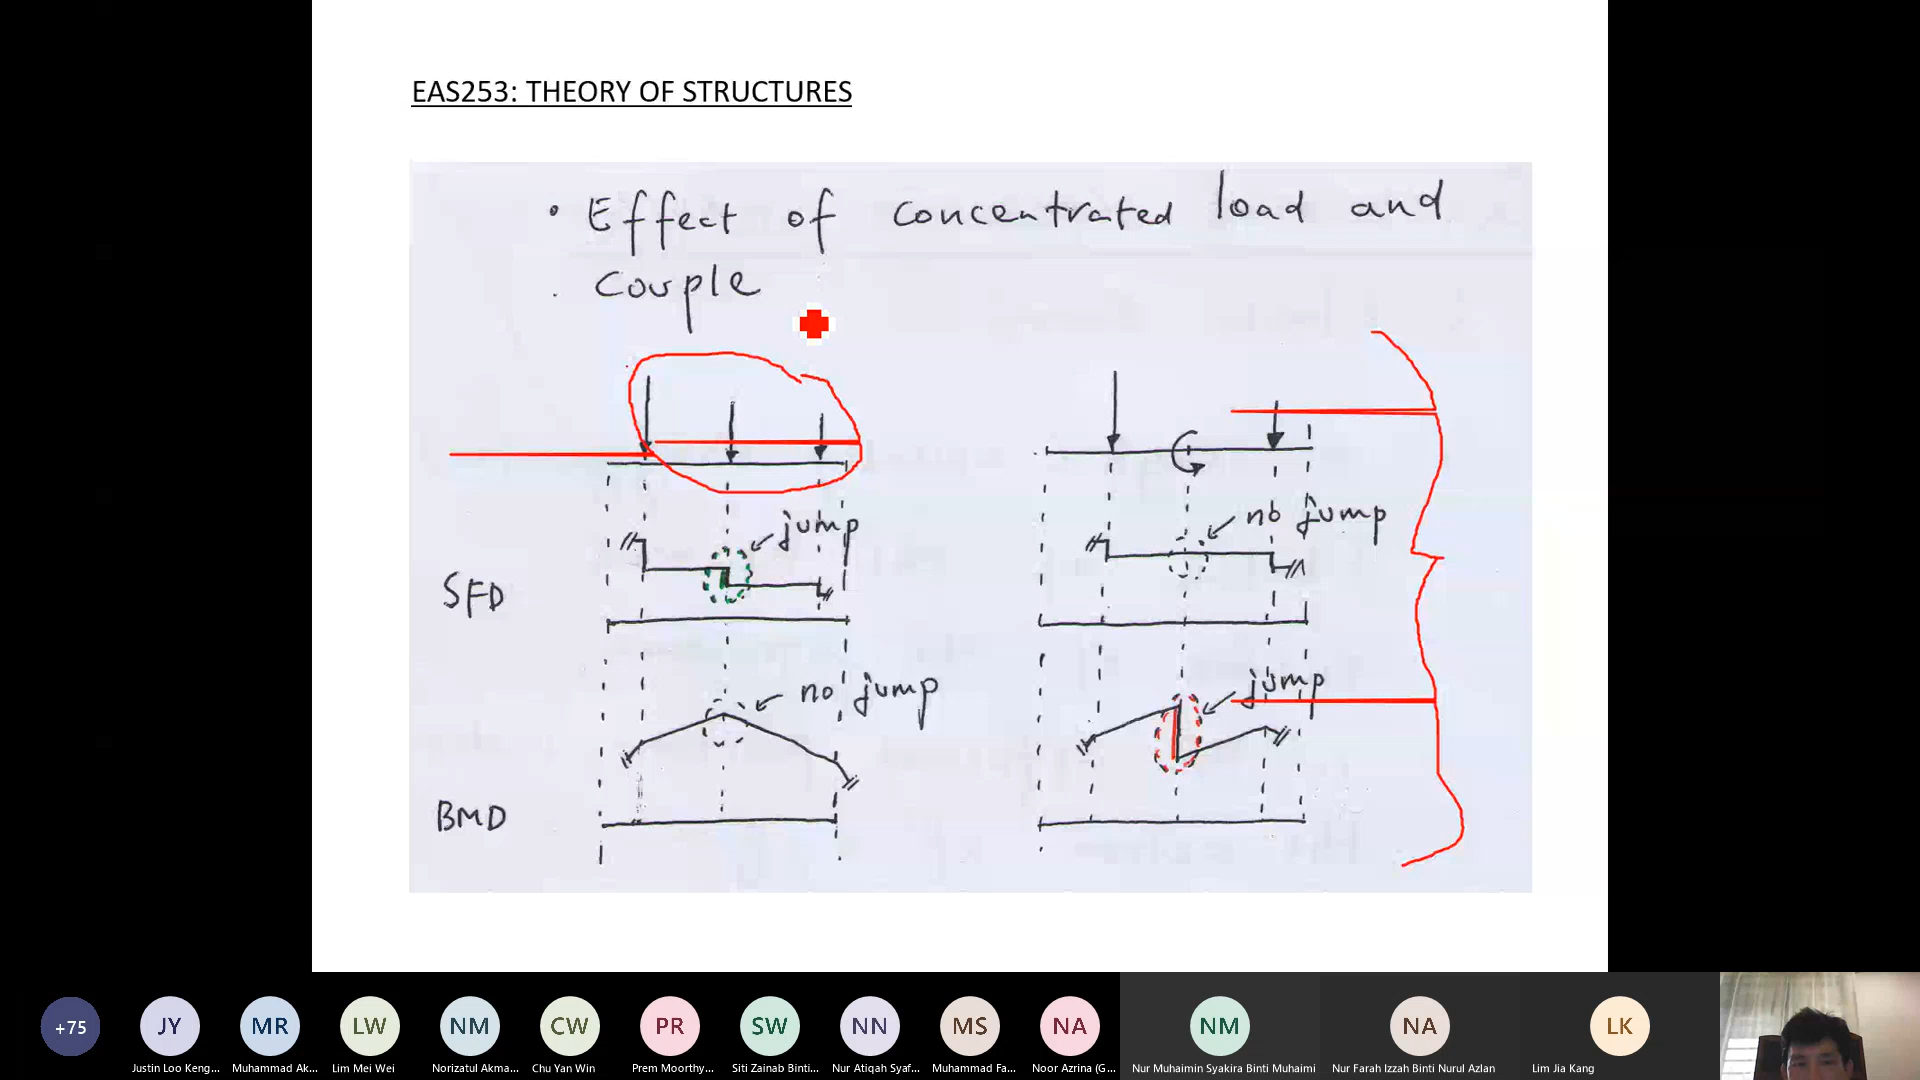 EAS253: THEORY OF STRUCTURES
• Effect of concentrated load and
. Couple
jump
no jump
SFD
no jump
jump
BMD
+75
JY
MR
LW
NM
CW
PR
SW
NN
MS
NA
NM
NA
LK
Justin Loo Keng...
Muhammad Ak...
Lim Mei Wei
Norizatul Akma...
Chu Yan Win
Prem Moorthy...
Siti Zainab Binti...
Nur Atiqah Syaf...
Muhammad Fa...
Noor Azrina (G...
Nur Muhaimin Syakira Binti Muhaimi
Nur Farah Izzah Binti Nurul Azlan
Lim Jia Kang